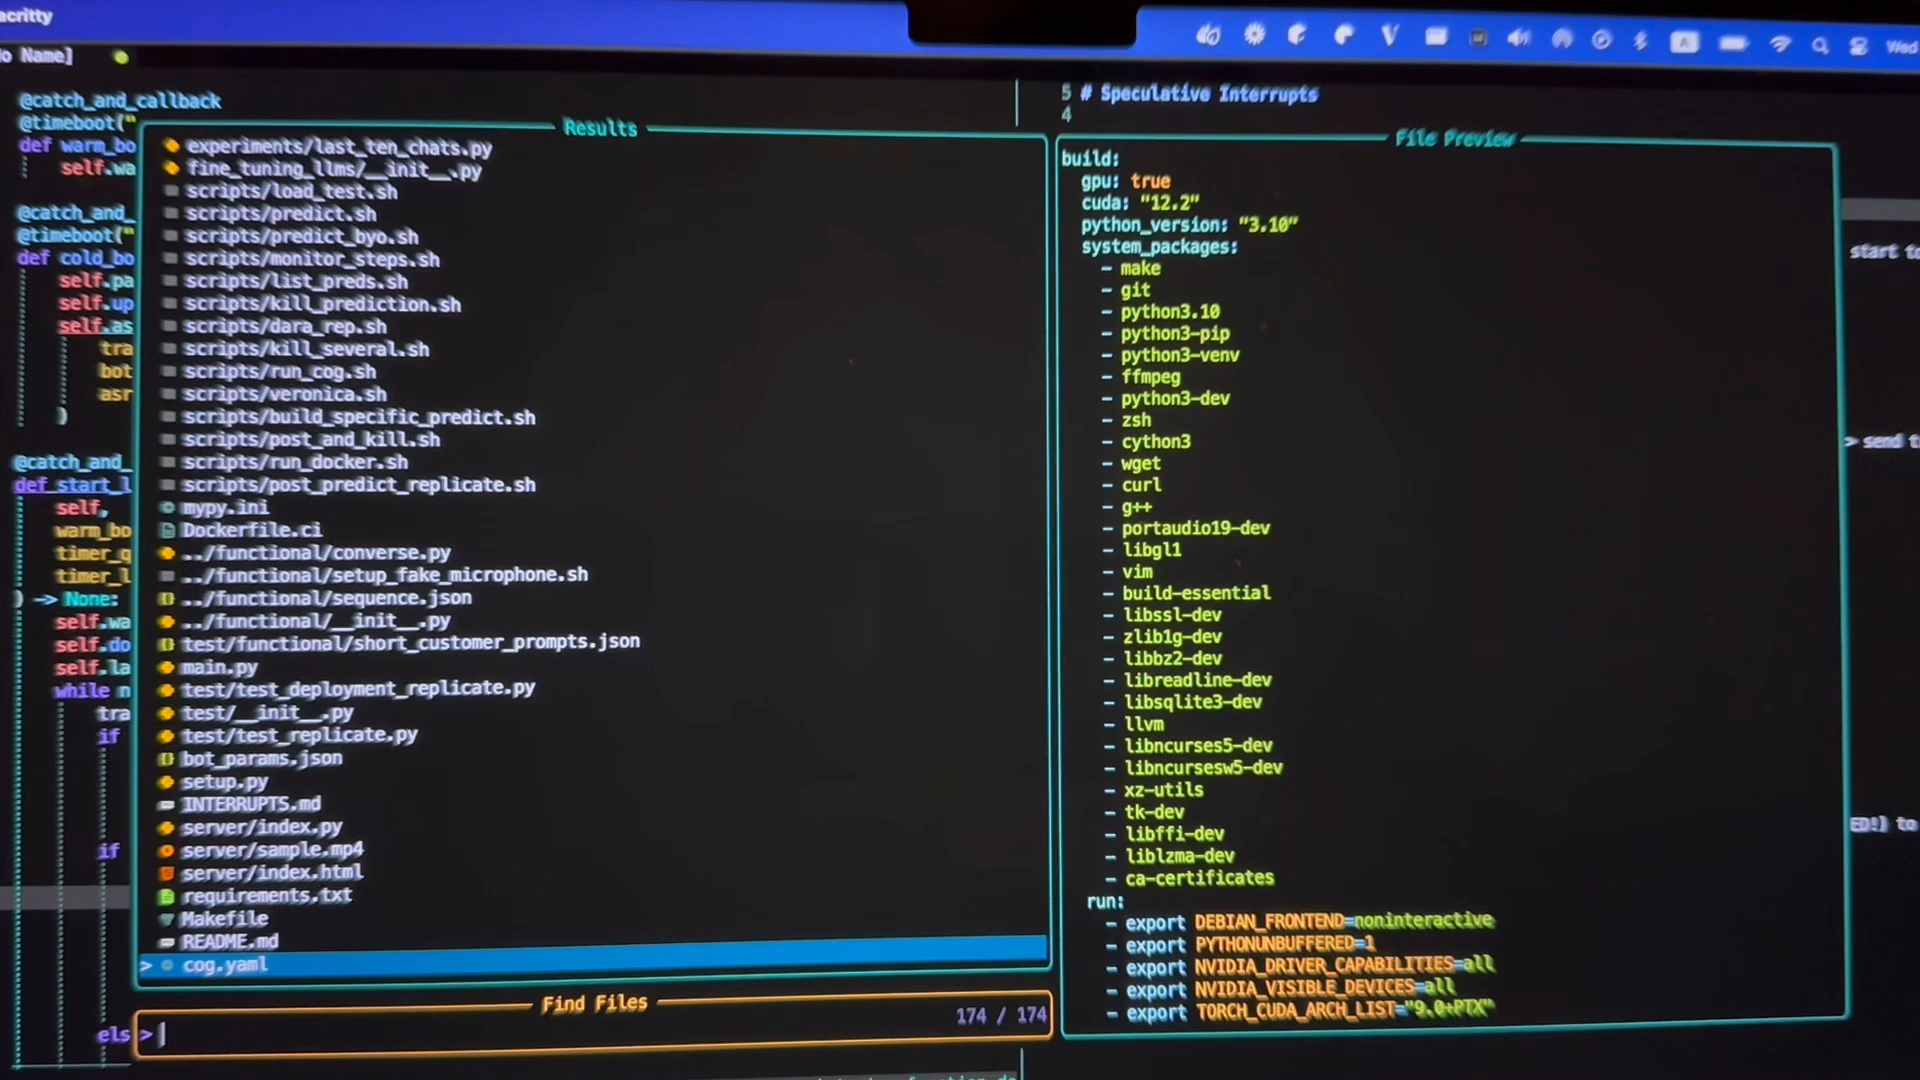 acritty
Wed
o Name]
@catch_and_callback
@timeboot("
def warm_bo
self.wa
@catch_and_
@timeboot("
def cold_bo
self.pa
self.up
self.as
tra
bot
asr
)
@catch_and_
def start_l
self,
warm_bo
timer_g
timer_l
) -> None:
self.wa
self.do
self.la
while n
tra
if
if
els
Results
experiments/last_ten_chats.py
fine_tuning_llms/__init__.py
scripts/load_test.sh
scripts/predict.sh
scripts/predict_byo.sh
scripts/monitor_steps.sh
scripts/list_preds.sh
scripts/kill_prediction.sh
scripts/dara_rep.sh
scripts/kill_several.sh
scripts/run_cog.sh
scripts/veronica.sh
scripts/build_specific_predict.sh
scripts/post_and_kill.sh
scripts/run_docker.sh
scripts/post_predict_replicate.sh
mypy.ini
Dockerfile.ci
../functional/converse.py
../functional/setup_fake_microphone.sh
../functional/sequence.json
../functional/__init__.py
test/functional/short_customer_prompts.json
main.py
test/test_deployment_replicate.py
test/__init__.py
test/test_replicate.py
bot_params.json
setup.py
INTERRUPTS.md
server/index.py
server/sample.mp4
server/index.html
requirements.txt
Makefile
README.md
> cog.yaml
Find Files
>
174 / 174
5 # Speculative Interrupts
4
File Preview
build:
gpu: true
cuda: "12.2"
python_version: "3.10"
system_packages:
- make
- git
- python3.10
- python3-pip
- python3-venv
- ffmpeg
- python3-dev
- zsh
- cython3
- wget
- curl
- g++
- portaudio19-dev
- libgl1
- vim
- build-essential
- libssl-dev
- zlib1g-dev
- libbz2-dev
- libreadline-dev
- libsqlite3-dev
- llvm
- libncurses5-dev
- libncursesw5-dev
- xz-utils
- tk-dev
- libffi-dev
- liblzma-dev
- ca-certificates
run:
- export DEBIAN_FRONTEND=noninteractive
- export PYTHONUNBUFFERED=1
- export NVIDIA_DRIVER_CAPABILITIES=all
- export NVIDIA_VISIBLE_DEVICES=all
- export TORCH_CUDA_ARCH_LIST="9.0+PTX"
start to
> send t
ED!) to